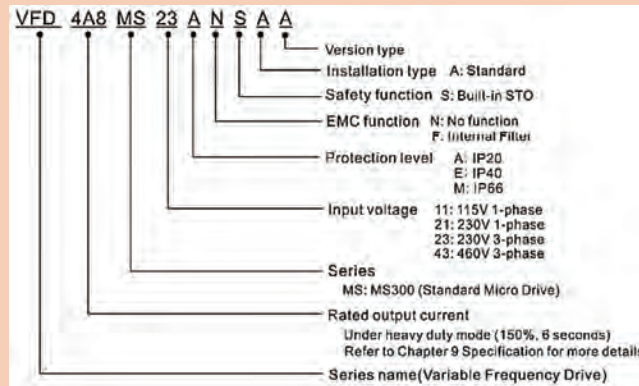 VFD 4A8 MS 23 A N S A A
Version type
Installation type A: Standard
Safety function S: Built-in STO
EMC function N: No function
F: Internal Filter
Protection level A: IP20
E: IP40
M: IP66
Input voltage 11: 115V 1-phase
21: 230V 1-phase
23: 230V 3-phase
43: 460V 3-phase
Series
MS: MS300 (Standard Micro Drive)
Rated output current
Under heavy duty mode (150%, 6 seconds)
Refer to Chapter 9 Specification for more details
Series name(Variable Frequency Drive)